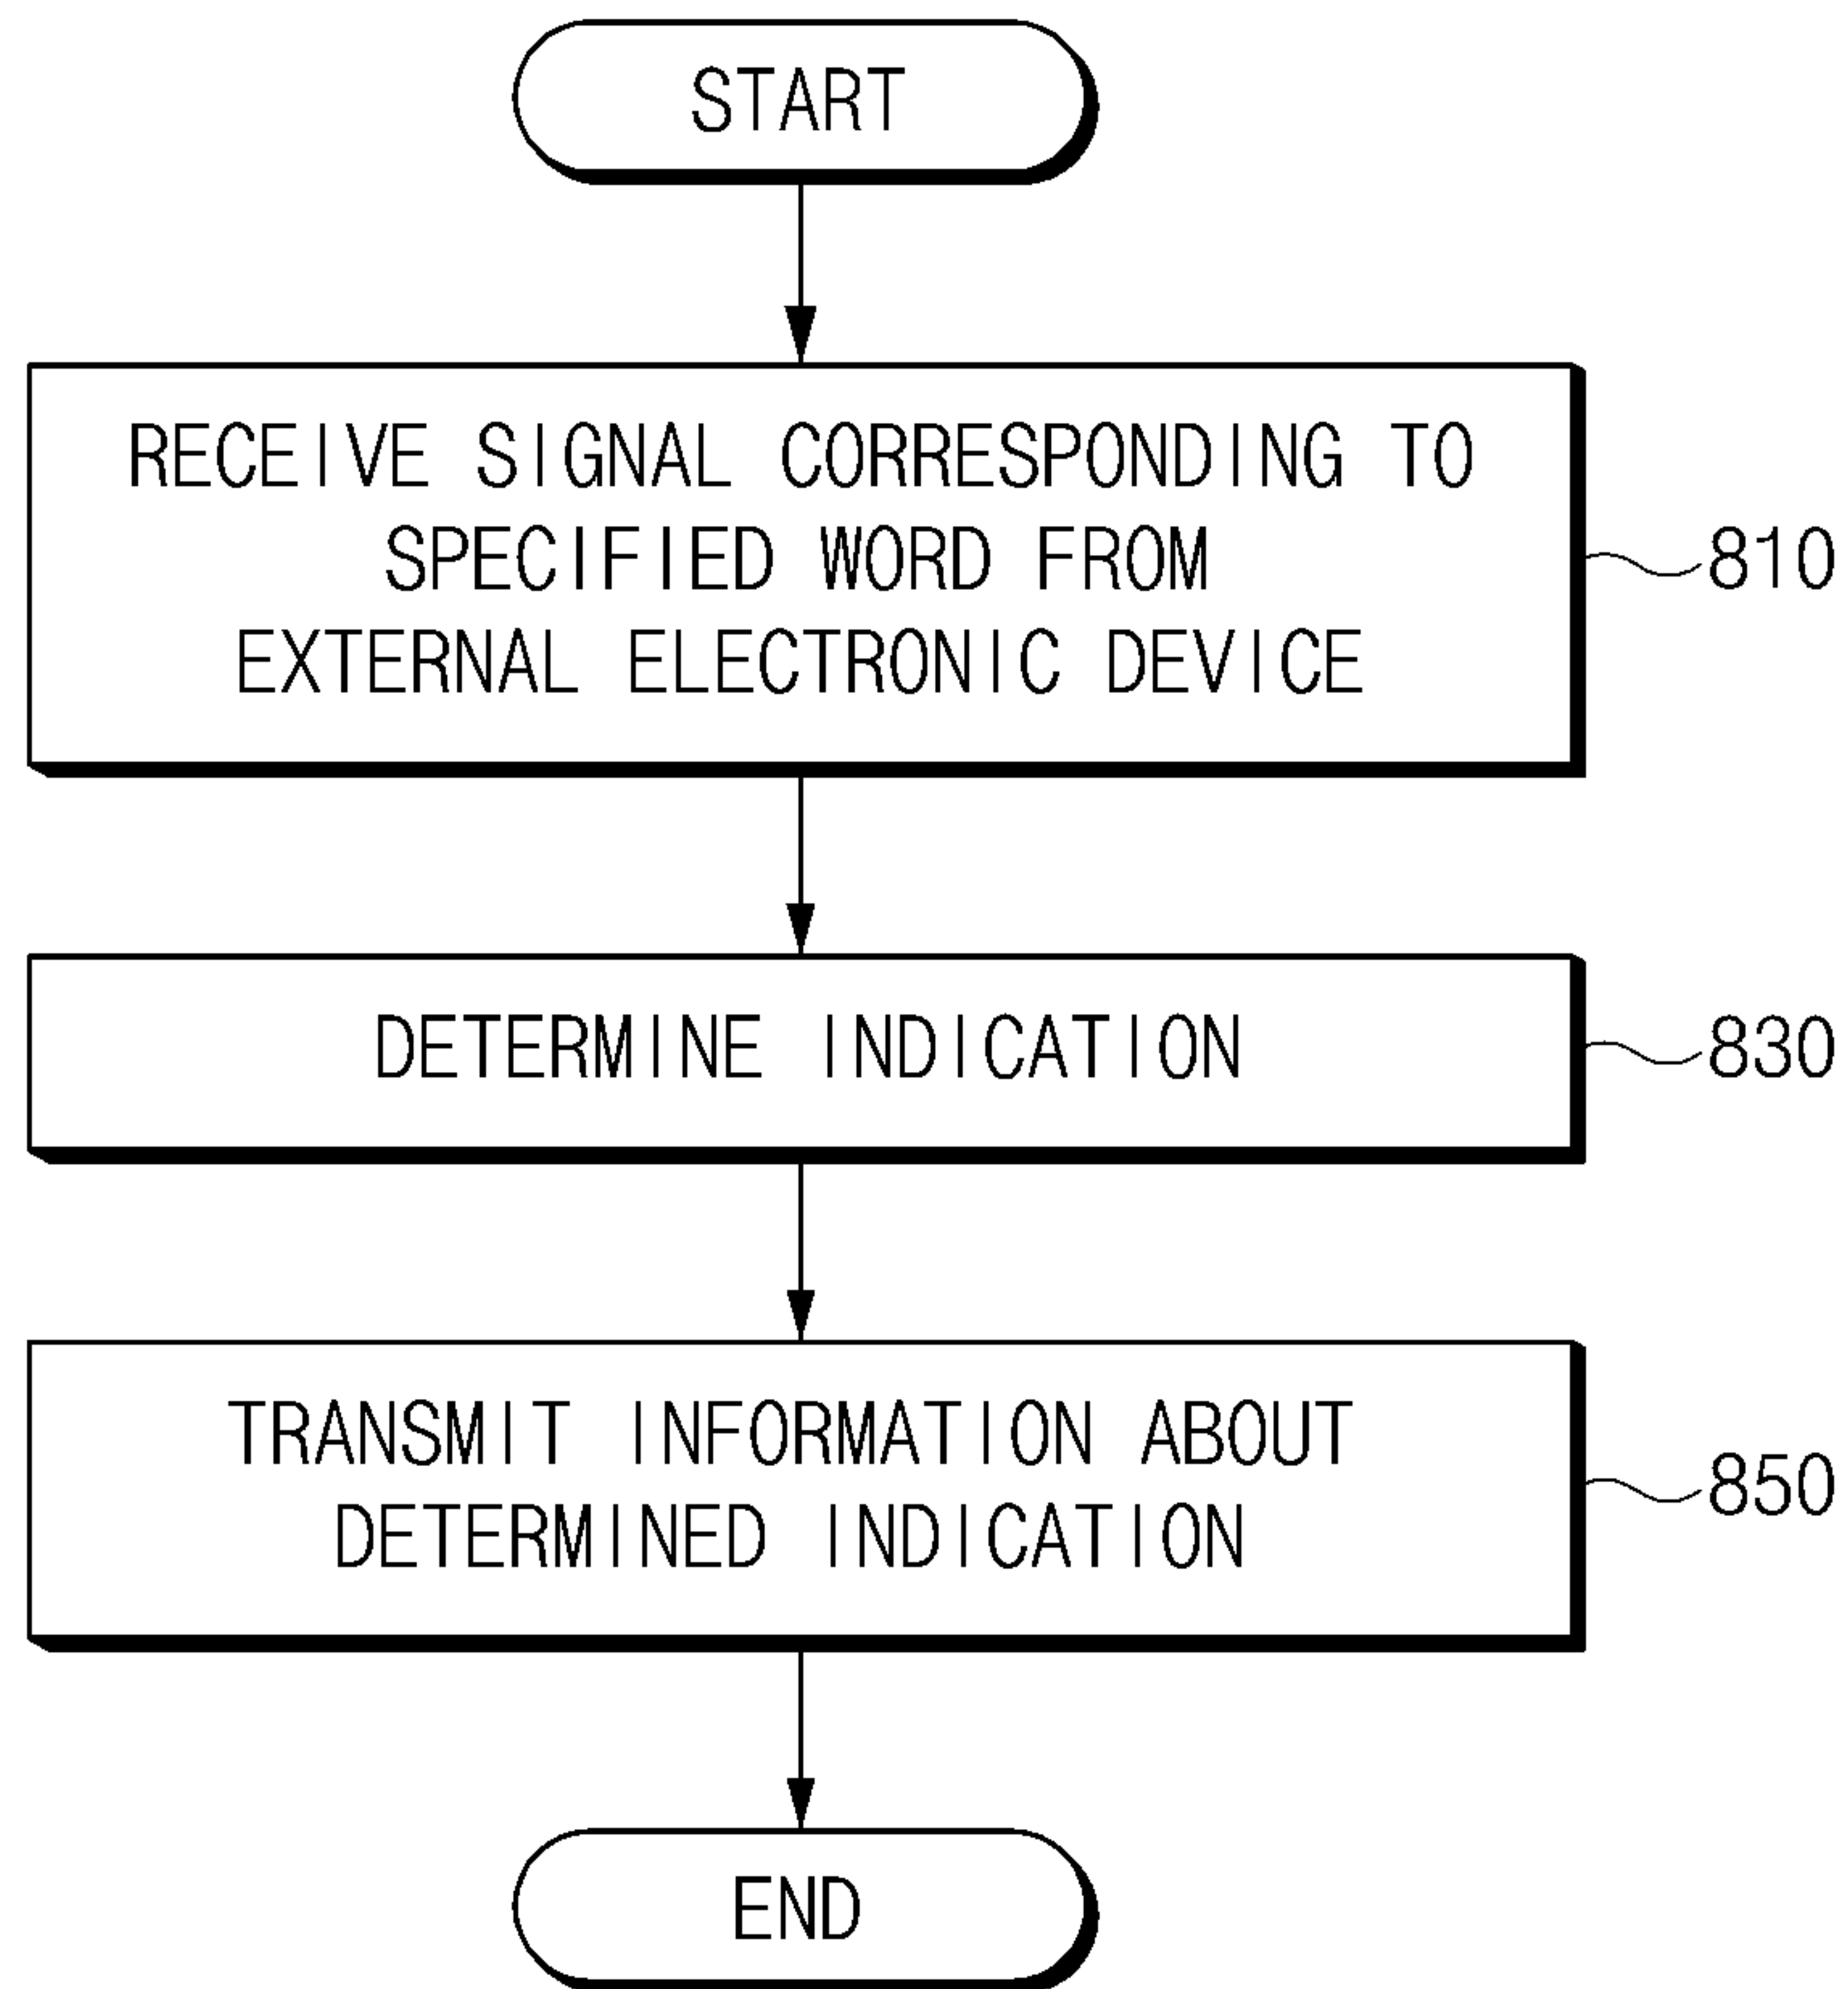 START
RECEIVE SIGNAL CORRESPONDING TO
SPECIFIED WORD FROM
EXTERNAL ELECTRONIC DEVICE
810
DETERMINE INDICATION
830
TRANSMIT INFORMATION ABOUT
DETERMINED INDICATION
850
END